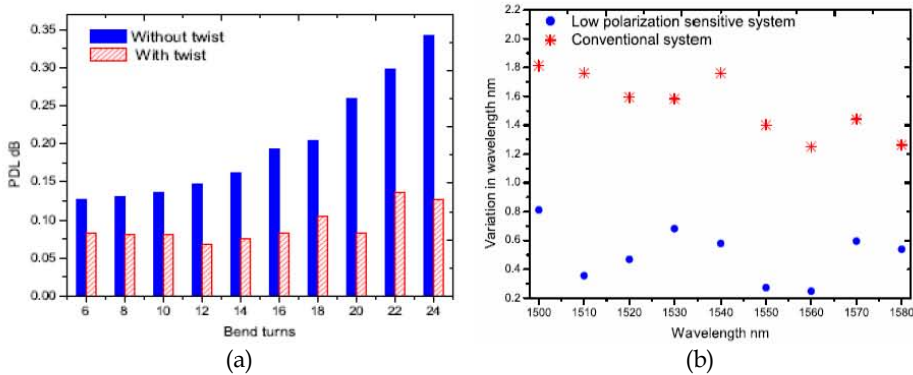 0.35
0.30
0.25
0.20
0.15
0.10
0.05
0.00
PDL dB
Without twist
With twist
6 8 10 12 14 16 18 20 22 24
Bend turns
(a)
2.2
2.0
1.8
1.6
1.4
1.2
1.0
0.8
0.6
0.4
0.2
Variation in wavelength nm
Low polarization sensitive system
Conventional system
1500 1510 1520 1530 1540 1550 1560 1570 1580
Wavelength nm
(b)